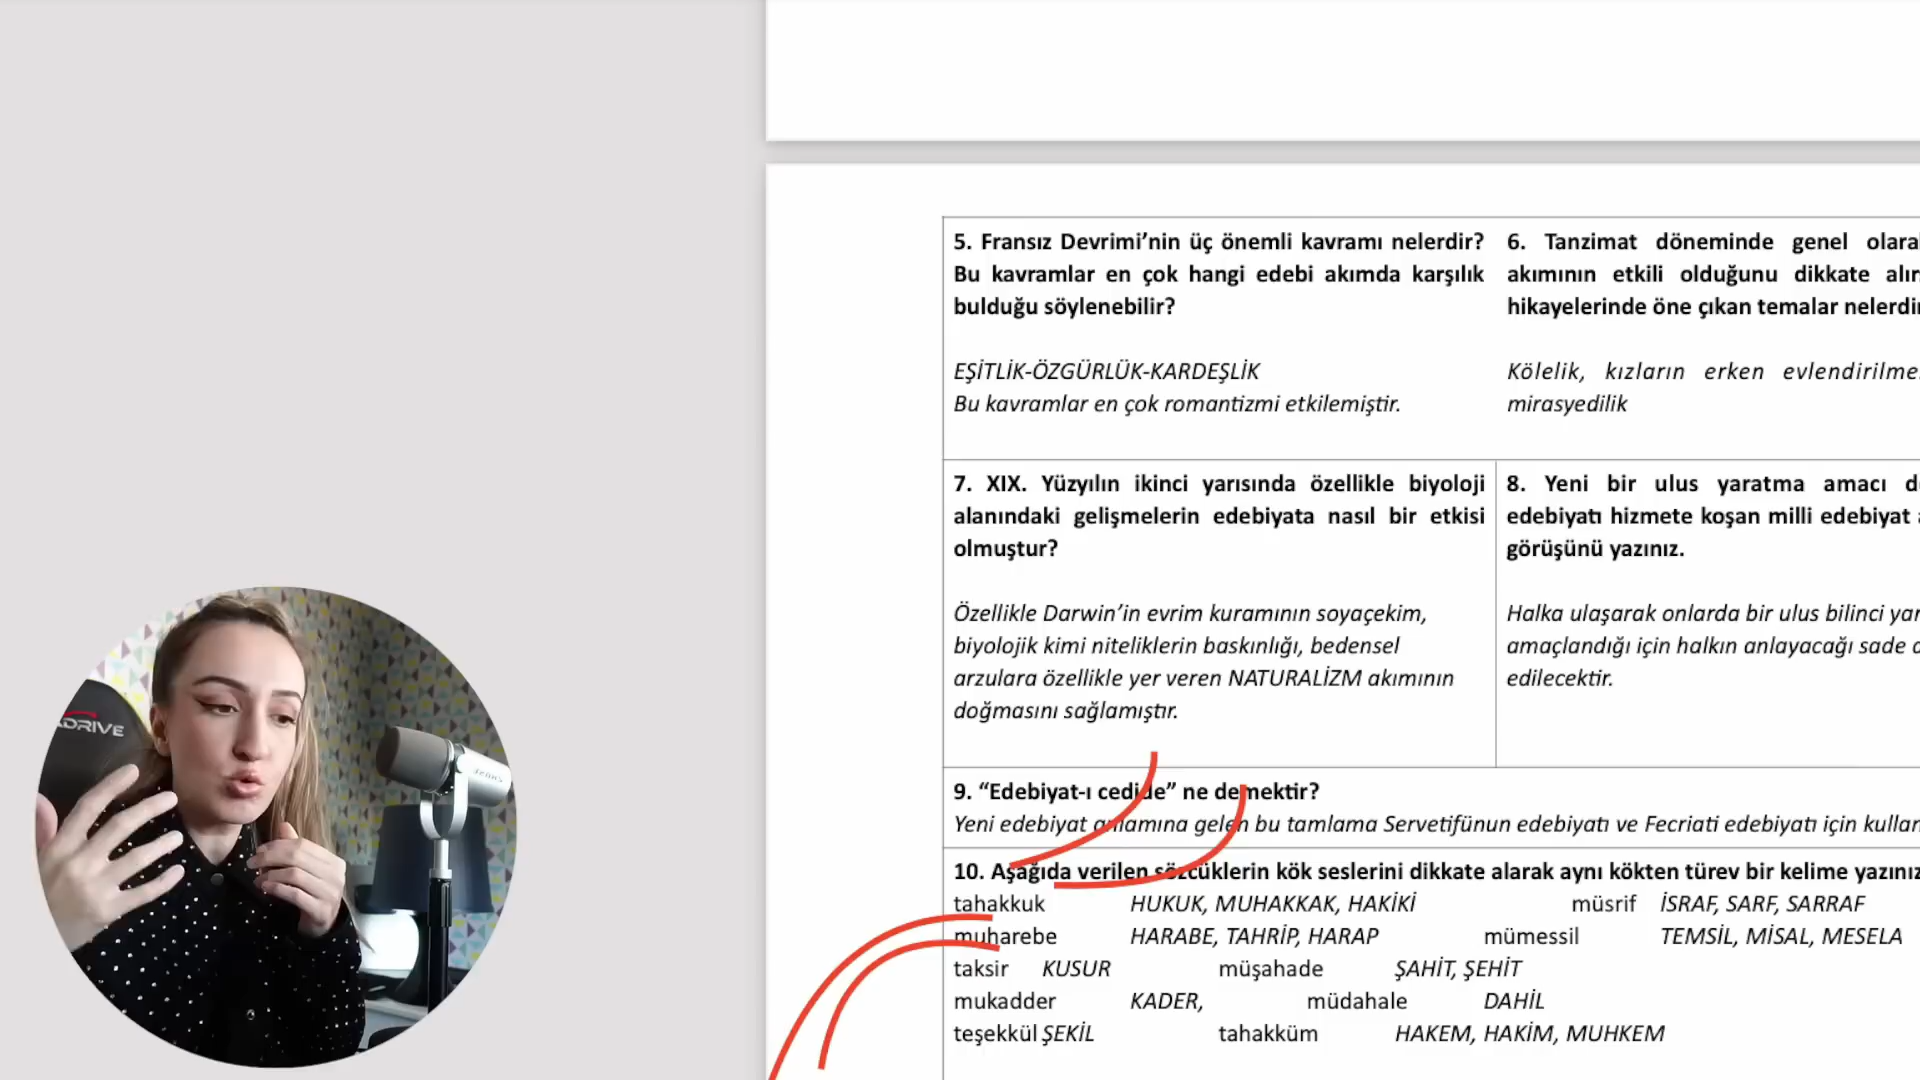 5. Fransız Devrimi’nin üç önemli kavramı nelerdir?
Bu kavramlar en çok hangi edebi akımda karşılık
bulduğu söylenebilir?
EŞİTLİK-ÖZGÜRLÜK-KARDEŞLİK
Bu kavramlar en çok romantizmi etkilemiştir.
6. Tanzimat döneminde genel
akımının etkili olduğunu dikkate
hikayelerinde öne çıkan temalar
Kölelik, kızların erken
mirasyedilik
7. XIX. Yüzyılın ikinci yarısında özellikle biyoloji
alanındaki gelişmelerin edebiyata nasıl bir etkisi
olmuştur?
Özellikle Darwin’in evrim kuramının soyaçekim,
biyolojik kimi niteliklerin baskınlığı, bedensel
arzulara özellikle yer veren NATURALİZM akımının
doğmasını sağlamıştır.
8. Yeni bir ulus yaratma amacı
edebiyatı hizmete koşan milli edebiyat
görüşünü yazınız.
Halka ulaşarak onlarda bir ulus bilinci
amaçlandığı için halkın anlayacağı sade
edilecektir.
9. “Edebiyat-ı cedide” ne demektir?
Yeni edebiyat anlamına gelen bu tamlama Servetifünun edebiyatı ve Fecriati edebiyatı için
10. Aşağıda verilen sözcüklerin kök seslerini dikkate alarak aynı kökten türev bir kelime yazınız
tahakkuk HUKUK, MUHAKKAK, HAKİKİ müsrif İSRAF, SARF, SARRAF
muharebe HARABE, TAHRİP, HARAP mümessil TEMSİL, MİSAL, MESELA
taksir KUSUR müşahade ŞAHİT, ŞEHİT
mukadder KADER, müdahale DAHİL
teşekkül ŞEKİL tahakküm HAKEM, HAKİM, MUHKEM